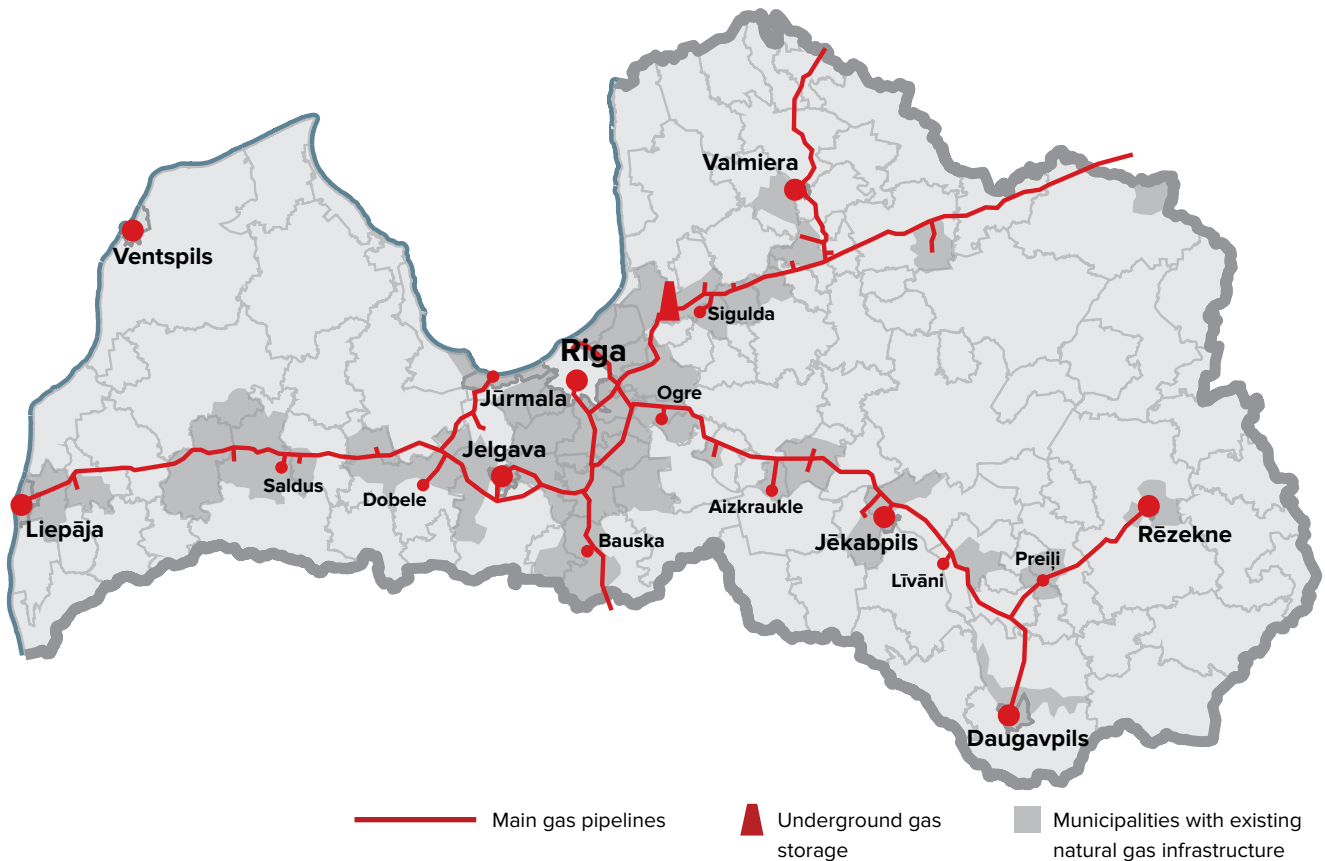 Valmiera
Ventspils
Sigulda
Riga
Jūrmala
Ogre
Jelgava
Saldus
Dobele
Aizkraukle
Liepāja
Bauska
Jēkabpils
Rēzekne
Līvāni
Preiļi
Daugavpils
Main gas pipelines
Underground gas
storage
Municipalities with existing
natural gas infrastructure